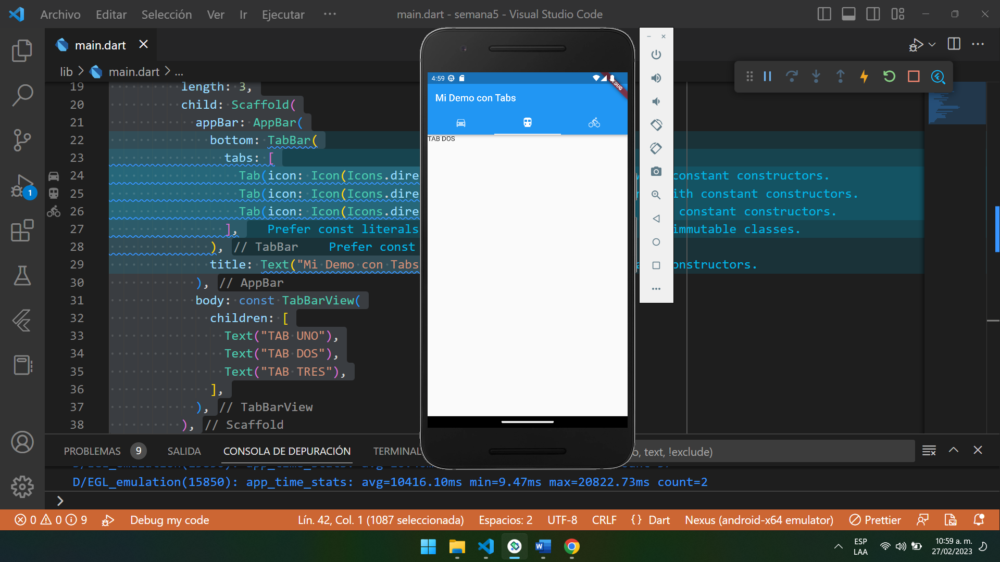 Archivo Editar Selección Ver Ir Ejecutar ··· main.dart - semana5 - Visual Studio Code
main.dart
lib > main.dart > ...
19 length: 3,
20 child: Scaffold(
21 appBar: AppBar(
22 bottom: TabBar(
23 tabs: [
24 Tab(icon: Icon(Icons.dire constant constructors.
25 Tab(icon: Icon(Icons.dire ith constant constructors.
26 Tab(icon: Icon(Icons.dire constant constructors.
27 ], Prefer const literals immutable classes.
28 ), // TabBar Prefer const
29 title: Text("Mi Demo con Tabs onstructors.
30 ), // AppBar
31 body: const TabBarView(
32 children: [
33 Text("TAB UNO"),
34 Text("TAB DOS"),
35 Text("TAB TRES"),
36 ],
37 ), // TabBarView
38 ), // Scaffold
1
4:59
DEBUG
Mi Demo con Tabs
TAB DOS
PROBLEMAS 9 SALIDA CONSOLA DE DEPURACIÓN TERMINAL o, text, !exclude)
D/EGL_emulation(15850): app_time_stats: avg=10416.10ms min=9.47ms max=20822.73ms count=2
>
0 0 9 Debug my code Lín. 42, Col. 1 (1087 seleccionada) Espacios: 2 UTF-8 CRLF {} Dart Nexus (android-x64 emulator) Prettier
ESP
LAA
10:59 a. m.
27/02/2023